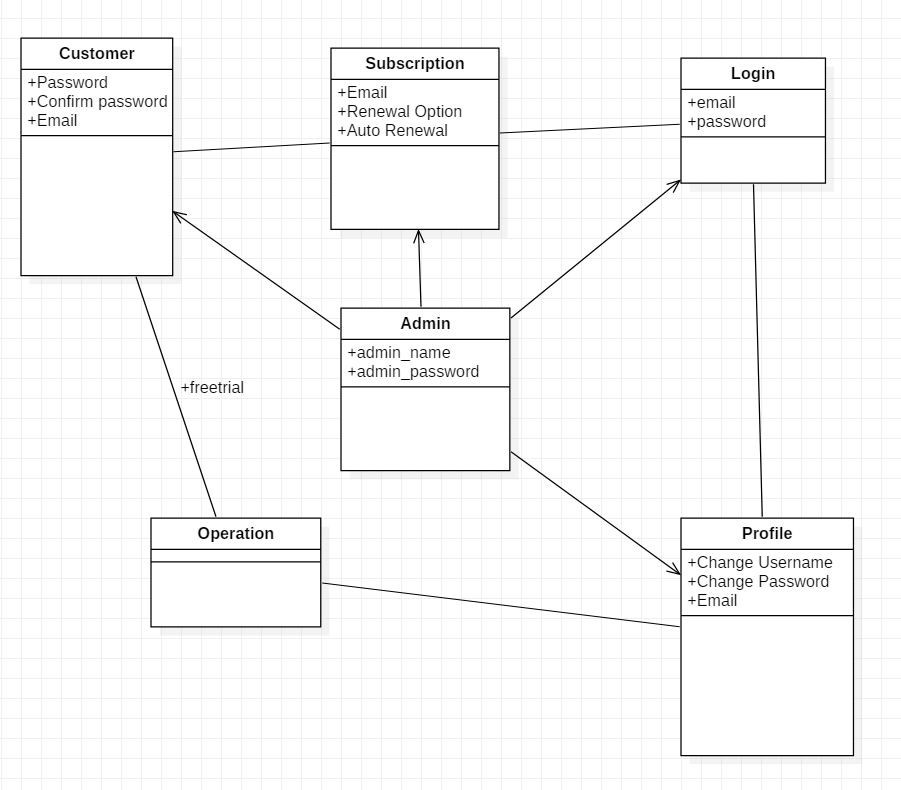 Customer
+Password
+Confirm password
+Email
Subscription
+Email
+Renewal Option
+Auto Renewal
Login
+email
+password
Admin
+admin_name
+admin_password
+freetrial
Operation
Profile
+Change Username
+Change Password
+Email